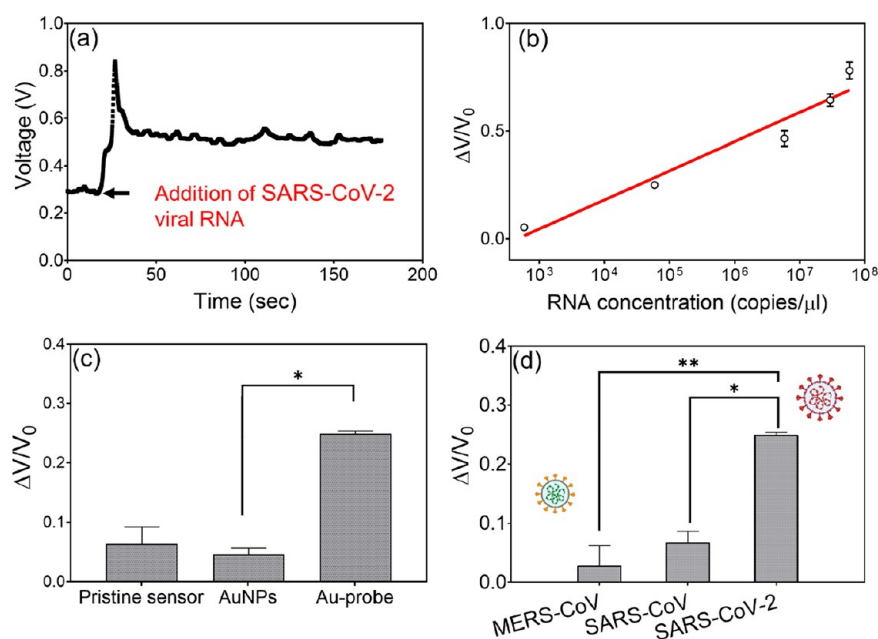 (a)
Voltage (V)
1.0
0.8
0.6
0.4
0.2
0.0
Addition of SARS-CoV-2
viral RNA
0 50 100 150 200
Time (sec)
(b)
ΔV/V0
1.0
0.5
0.0
10^3 10^4 10^5 10^6 10^7 10^8
RNA concentration (copies/µl)
(c)
ΔV/V0
0.4
0.3
0.2
0.1
0.0
*
Pristine sensor AuNPs Au-probe
(d)
ΔV/V0
0.4
0.3
0.2
0.1
0.0
**
*
MERS-CoV SARS-CoV SARS-CoV-2